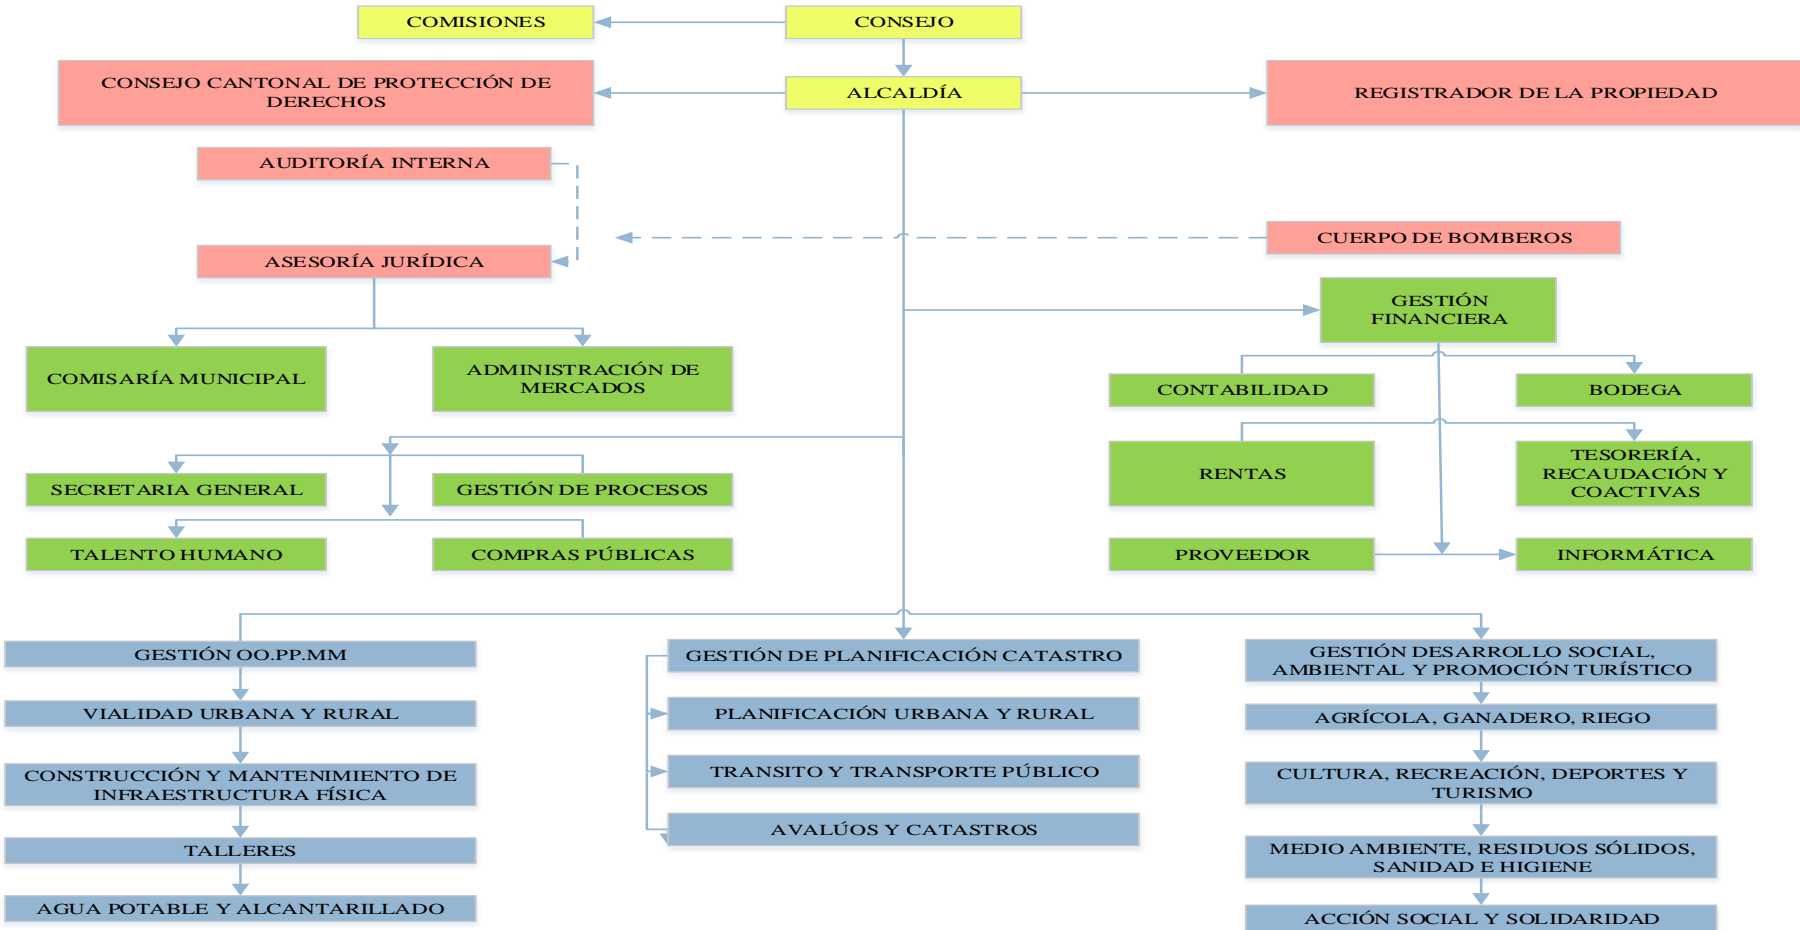 COMISIONES
CONSEJO
CONSEJO CANTONAL DE PROTECCIÓN DE
DERECHOS
ALCALDÍA
REGISTRADOR DE LA PROPIEDAD
AUDITORÍA INTERNA
CUERPO DE BOMBEROS
ASESORÍA JURÍDICA
GESTIÓN
FINANCIERA
COMISARÍA MUNICIPAL
ADMINISTRACIÓN DE
MERCADOS
CONTABILIDAD
BODEGA
RENTAS
TESORERÍA,
RECAUDACIÓN Y
COACTIVAS
SECRETARIA GENERAL
GESTIÓN DE PROCESOS
TALENTO HUMANO
COMPRAS PÚBLICAS
PROVEEDOR
INFORMÁTICA
GESTIÓN OO.PP.MM
VIALIDAD URBANA Y RURAL
CONSTRUCCIÓN Y MANTENIMIENTO DE
INFRAESTRUCTURA FÍSICA
TALLERES
AGUA POTABLE Y ALCANTARILLADO
GESTIÓN DE PLANIFICACIÓN CATASTRO
PLANIFICACIÓN URBANA Y RURAL
TRANSITO Y TRANSPORTE PÚBLICO
AVALÚOS Y CATASTROS
GESTIÓN DESARROLLO SOCIAL,
AMBIENTAL Y PROMOCIÓN TURÍSTICO
AGRÍCOLA, GANADERO, RIEGO
CULTURA, RECREACIÓN, DEPORTES Y
TURISMO
MEDIO AMBIENTE, RESIDUOS SÓLIDOS,
SANIDAD E HIGIENE
ACCIÓN SOCIAL Y SOLIDARIDAD